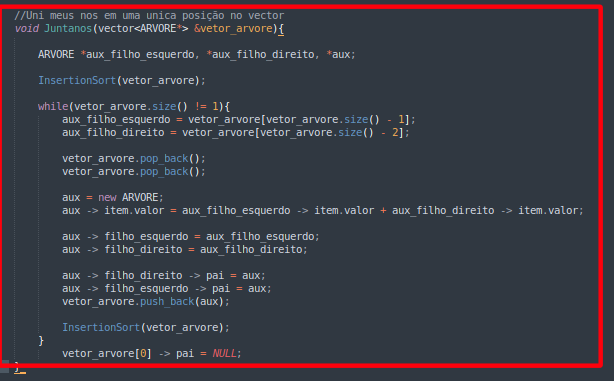 //Uni meus nos em uma unica posição no vector
void Juntanos(vector<ARVORE*> &vetor_arvore){
ARVORE *aux_filho_esquerdo, *aux_filho_direito, *aux;
InsertionSort(vetor_arvore);
while(vetor_arvore.size() != 1){
aux_filho_esquerdo = vetor_arvore[vetor_arvore.size() - 1];
aux_filho_direito = vetor_arvore[vetor_arvore.size() - 2];
vetor_arvore.pop_back();
vetor_arvore.pop_back();
aux = new ARVORE;
aux -> item.valor = aux_filho_esquerdo -> item.valor + aux_filho_direito -> item.valor;
aux -> filho_esquerdo = aux_filho_esquerdo;
aux -> filho_direito = aux_filho_direito;
aux -> filho_direito -> pai = aux;
aux -> filho_esquerdo -> pai = aux;
vetor_arvore.push_back(aux);
InsertionSort(vetor_arvore);
}
vetor_arvore[0] -> pai = NULL;
}